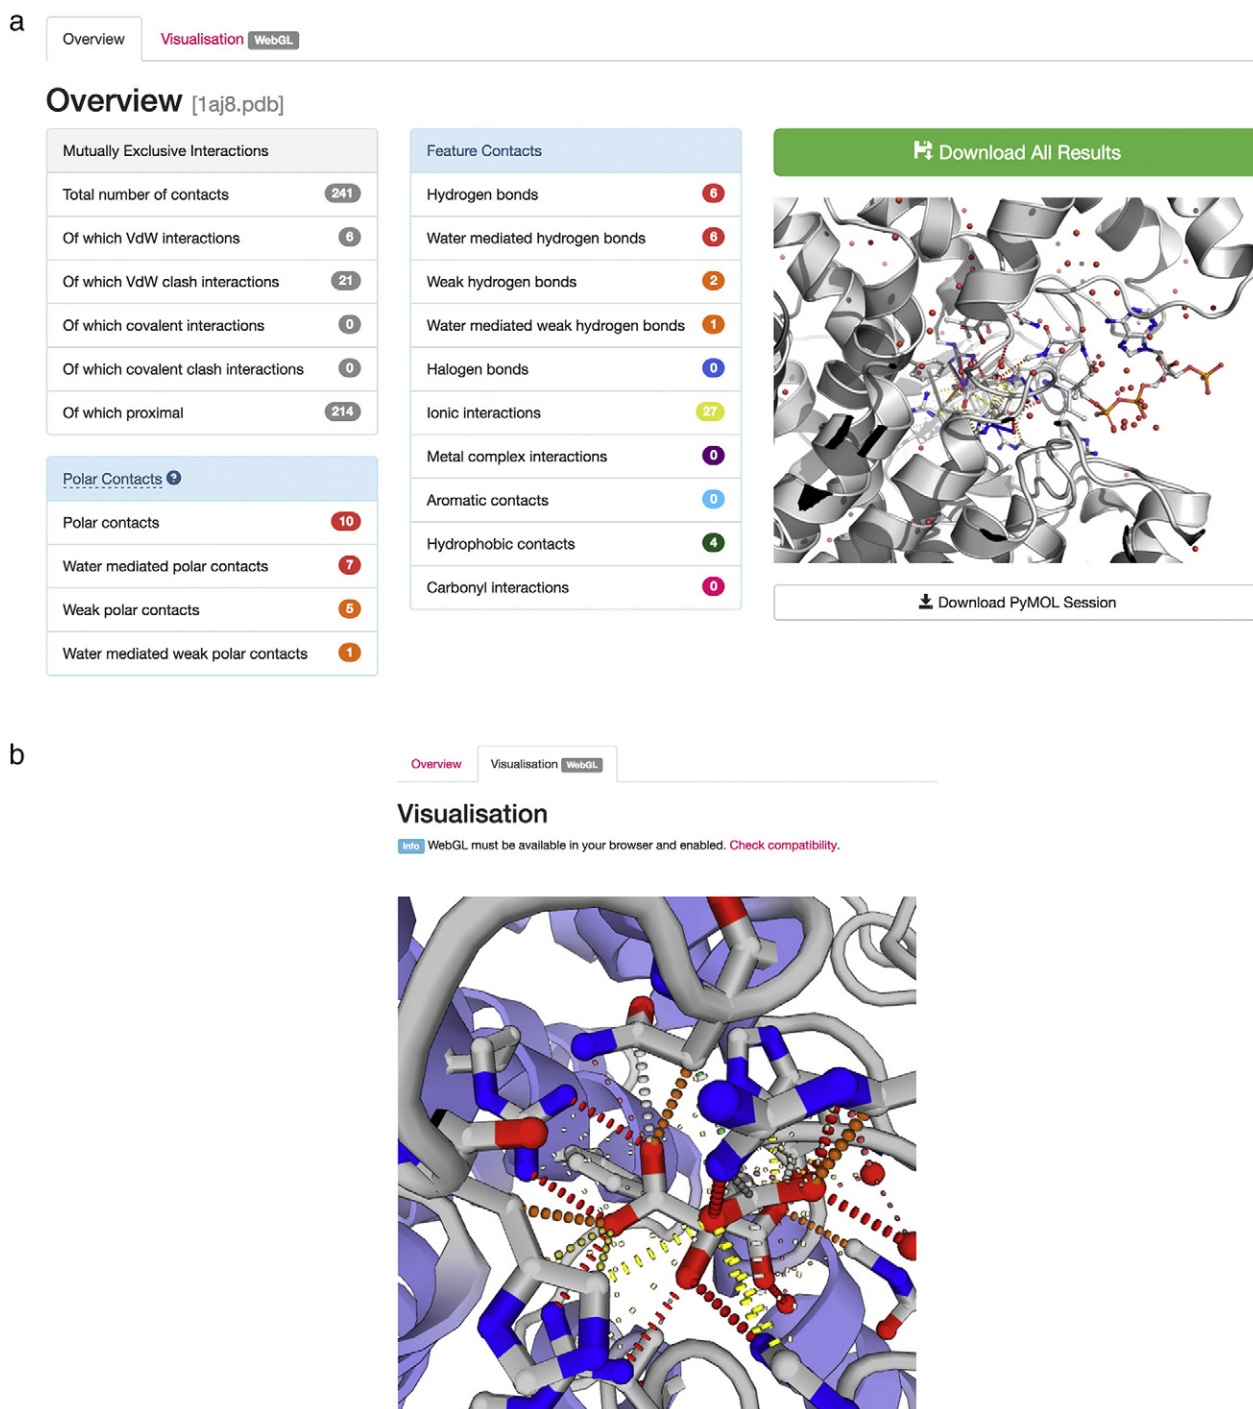 a
Overview
Visualisation WebGL
Overview [1aj8.pdb]
Mutually Exclusive Interactions
Total number of contacts 241
Of which VdW interactions 6
Of which VdW clash interactions 21
Of which covalent interactions 0
Of which covalent clash interactions 0
Of which proximal 214
Polar Contacts ?
Polar contacts 10
Water mediated polar contacts 7
Weak polar contacts 5
Water mediated weak polar contacts 1
Feature Contacts
Hydrogen bonds 6
Water mediated hydrogen bonds 6
Weak hydrogen bonds 2
Water mediated weak hydrogen bonds 1
Halogen bonds 0
Ionic interactions 27
Metal complex interactions 0
Aromatic contacts 0
Hydrophobic contacts 4
Carbonyl interactions 0
Download All Results
Download PyMOL Session
b
Overview
Visualisation WebGL
Visualisation
Info WebGL must be available in your browser and enabled. Check compatibility.